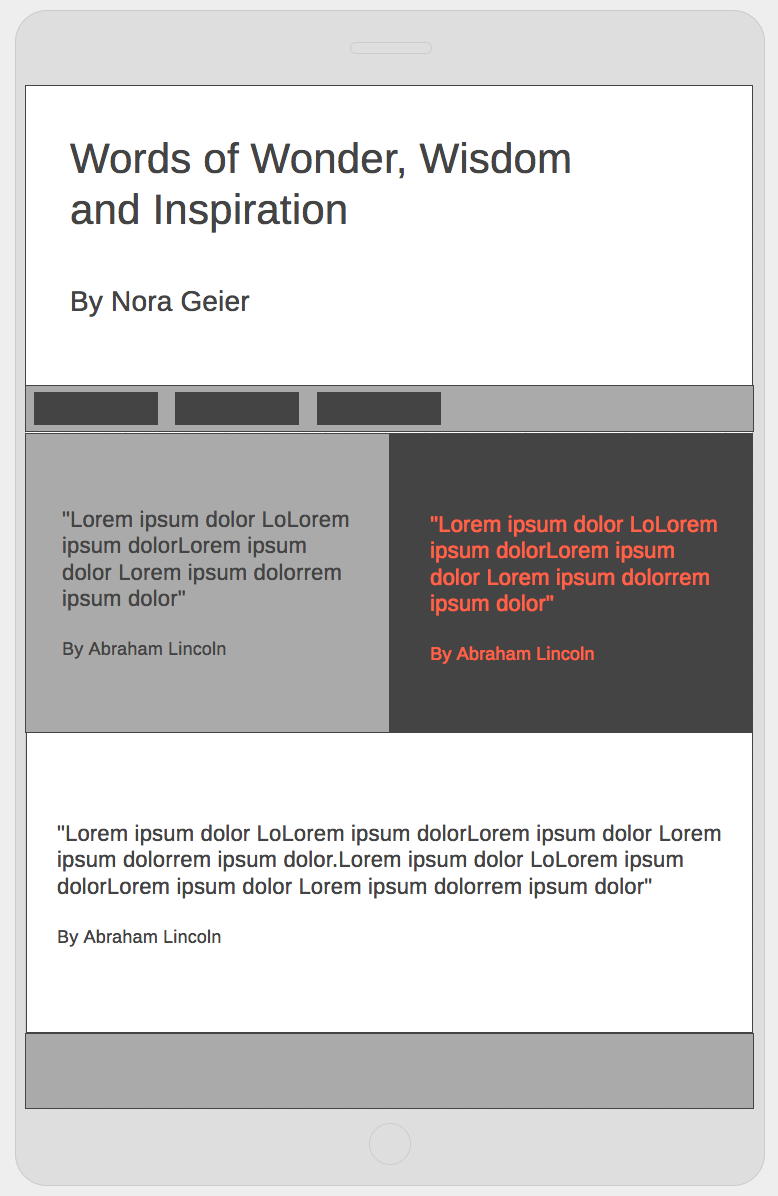 Words of Wonder, Wisdom
and Inspiration
By Nora Geier
"Lorem ipsum dolor LoLorem
ipsum dolorLorem ipsum
dolor Lorem ipsum dolorrem
ipsum dolor"
By Abraham Lincoln
"Lorem ipsum dolor LoLorem
ipsum dolorLorem ipsum
dolor Lorem ipsum dolorrem
ipsum dolor"
By Abraham Lincoln
"Lorem ipsum dolor LoLorem ipsum dolorLorem ipsum dolor Lorem
ipsum dolorrem ipsum dolor.Lorem ipsum dolor LoLorem ipsum
dolorLorem ipsum dolor Lorem ipsum dolorrem ipsum dolor"
By Abraham Lincoln